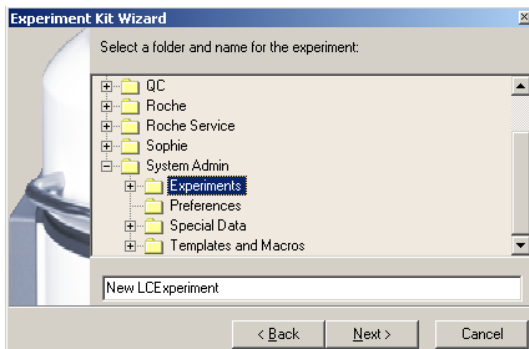 Experiment Kit Wizard
Select a folder and name for the experiment:
QC
Roche
Roche Service
Sophie
System Admin
Experiments
Preferences
Special Data
Templates and Macros
New LCExperiment
< Back
Next >
Cancel